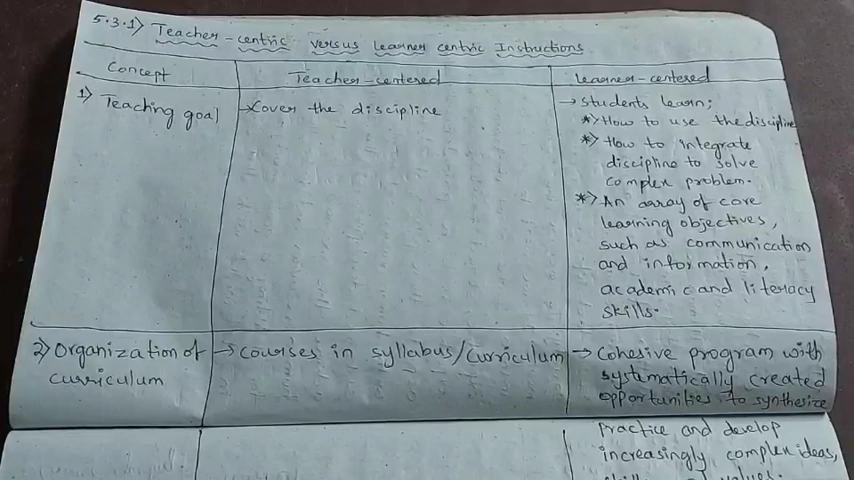 5.3.1) Teacher-centric versus learner centric Instructions
Concept
Teacher-centered
Learner-centered
1) Teaching goal
→ Cover the discipline
→ Students learn;
*) How to use the discipline
*) How to integrate
discipline to solve
complex problem.
*) An array of core
learning objectives,
such as communication
and information,
academic and literacy
skills.
2) Organization of
curriculum
→ Courses in syllabus/curriculum
→ Cohesive program with
systematically created
opportunities to synthesize
practice and develop
increasingly complex ideas,